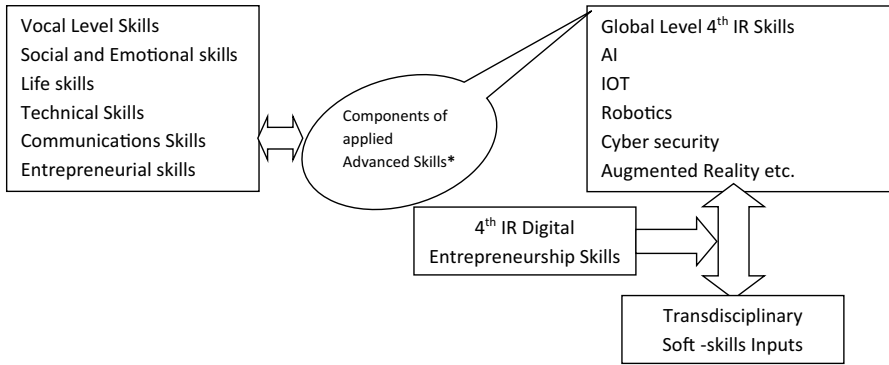 Vocal Level Skills
Social and Emotional skills
Life skills
Technical Skills
Communications Skills
Entrepreneurial skills
Components of
applied
Advanced Skills*
Global Level 4th IR Skills
AI
IOT
Robotics
Cyber security
Augmented Reality etc.
4th IR Digital
Entrepreneurship Skills
Transdisciplinary
Soft -skills Inputs